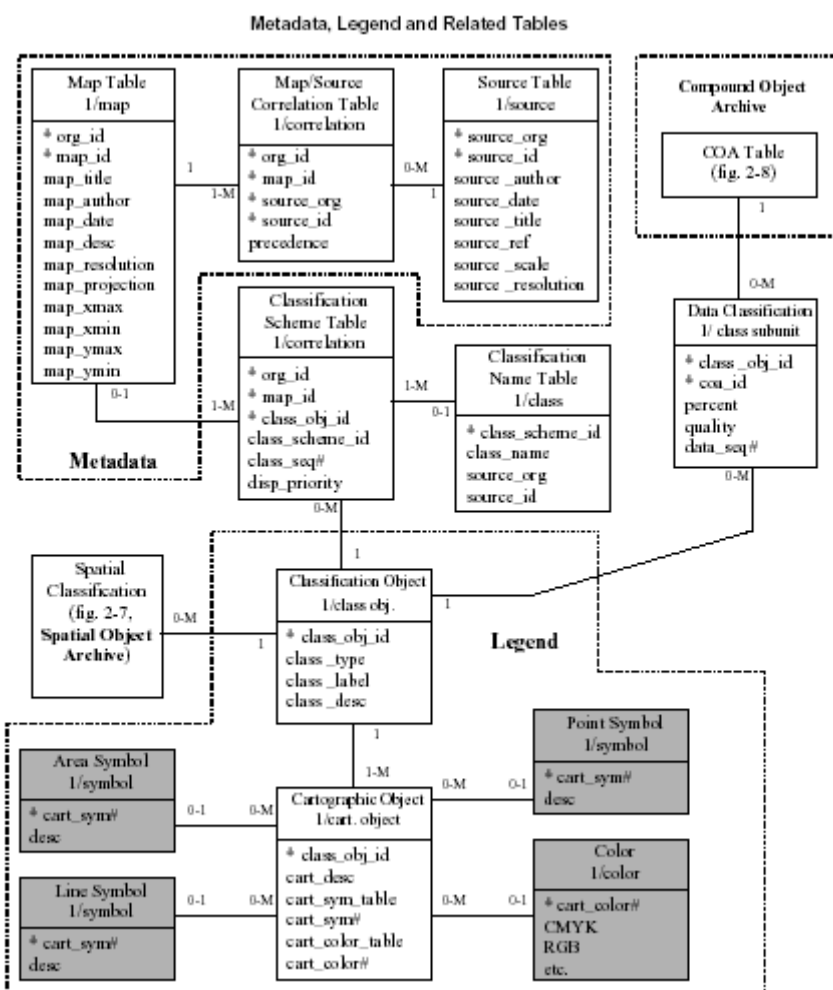 Metadata, Legend and Related Tables
Map Table
1/map
* org_id
* map_id
map_title
map_author
map_date
map_desc
map_resolution
map_projection
map_xmax
map_xmin
map_ymax
map_ymin
Map/Source
Correlation Table
1/correlation
* org_id
* map_id
* source_org
* source_id
precedence
Source Table
1/source
* source_org
* source_id
source _author
source _date
source _title
source _ref
source _scale
source _resolution
Compound Object
Archive
COA Table
(fig. 2-8)
1
1-M
0-M
1
1
0-M
Classification
Scheme Table
1/correlation
* org_id
* map_id
* class_obj_id
class_scheme_id
class_seq#
disp_priority
Classification
Name Table
1/class
* class_scheme_id
class_name
source_org
source_id
Data Classification
1/ class subunit
* class _obj_id
* coa_id
percent
quality
data_seq#
0-1
1-M
1-M
0-1
Metadata
0-M
0-M
1
Spatial
Classification
(fig. 2-7,
Spatial Object
Archive)
0-M
1
Classification Object
1/class obj.
* class_obj_id
class _type
class _label
class _desc
1
Legend
1
1-M
Area Symbol
1/symbol
* cart_sym#
desc
0-1
0-M
Cartographic Object
1/cart. object
* class_obj_id
cart_desc
cart_sym_table
cart_sym#
cart_color_table
cart_color#
0-M
0-1
Point Symbol
1/symbol
* cart_sym#
desc
Line Symbol
1/symbol
* cart_sym#
desc
0-1
0-M
0-M
0-1
Color
1/color
* cart_color#
CMYK
RGB
etc.